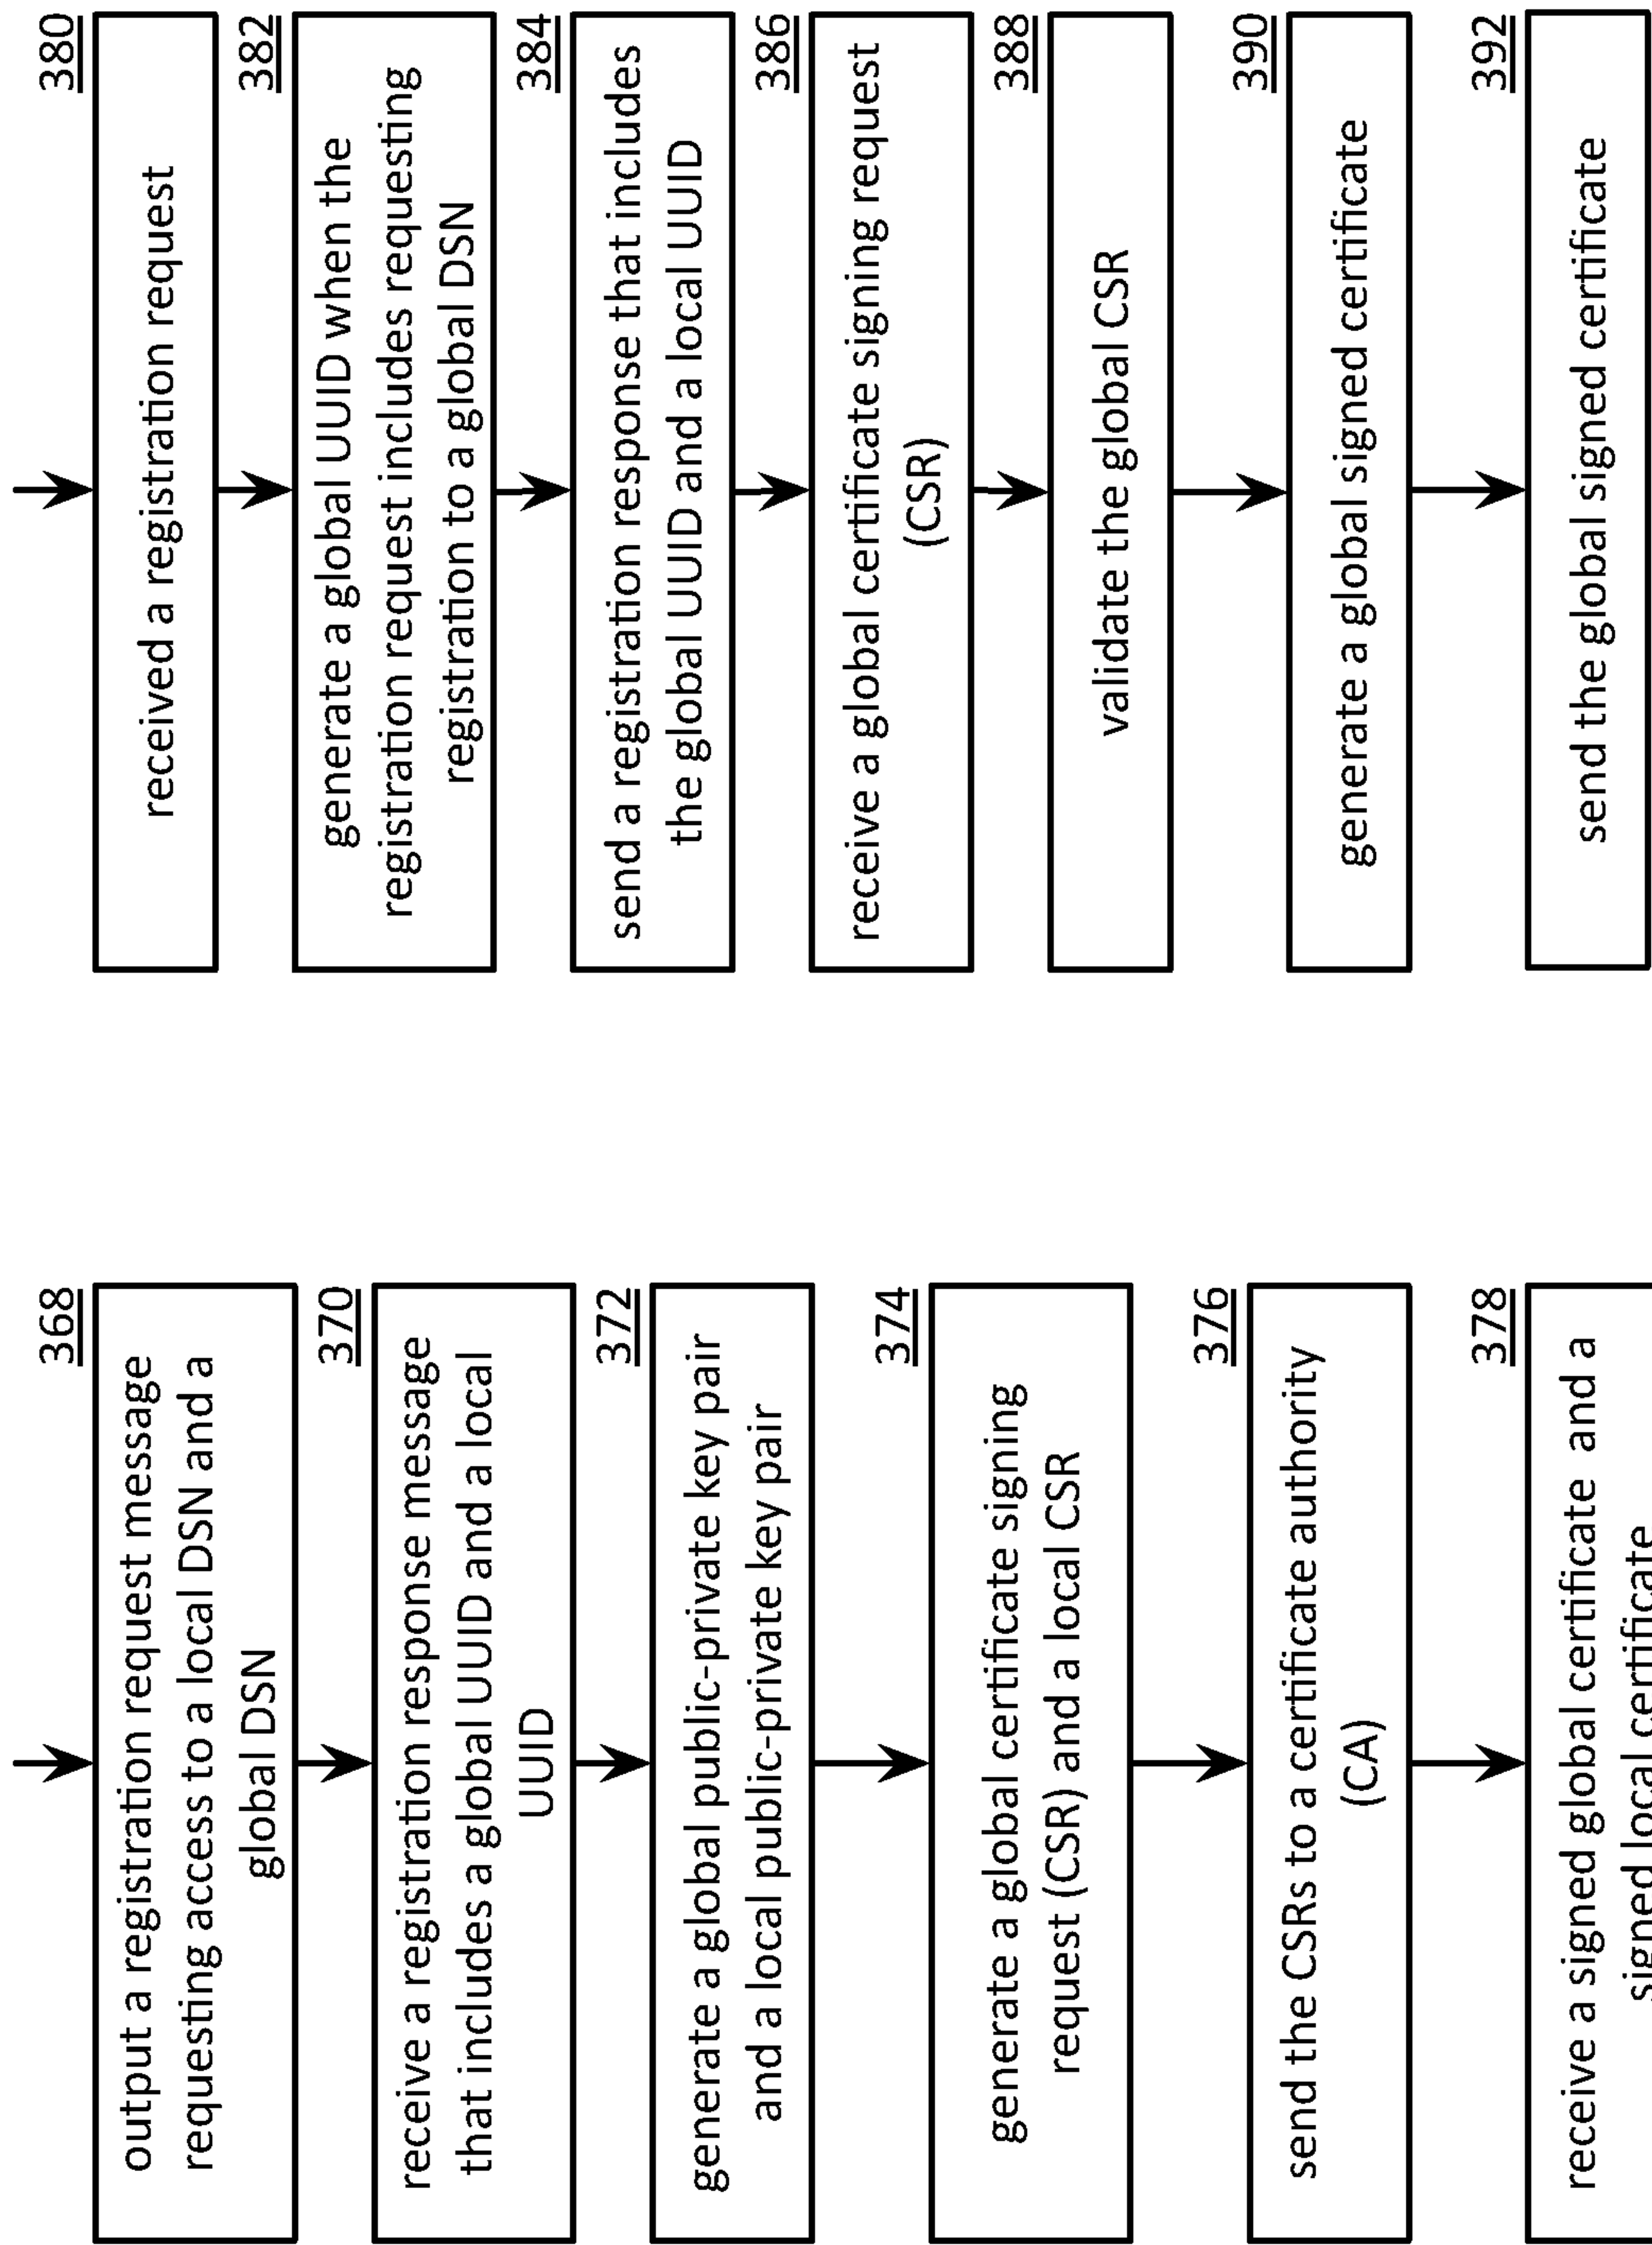 368
output a registration request message
requesting access to a local DSN and a
global DSN
370
receive a registration response message
that includes a global UUID and a local
UUID
372
generate a global public-private key pair
and a local public-private key pair
374
generate a global certificate signing
request (CSR) and a local CSR
376
send the CSRs to a certificate authority
(CA)
378
receive a signed global certificate and a
signed local certificate
380
received a registration request
382
generate a global UUID when the
registration request includes requesting
registration to a global DSN
384
send a registration response that includes
the global UUID and a local UUID
386
receive a global certificate signing request
(CSR)
388
validate the global CSR
390
generate a global signed certificate
392
send the global signed certificate